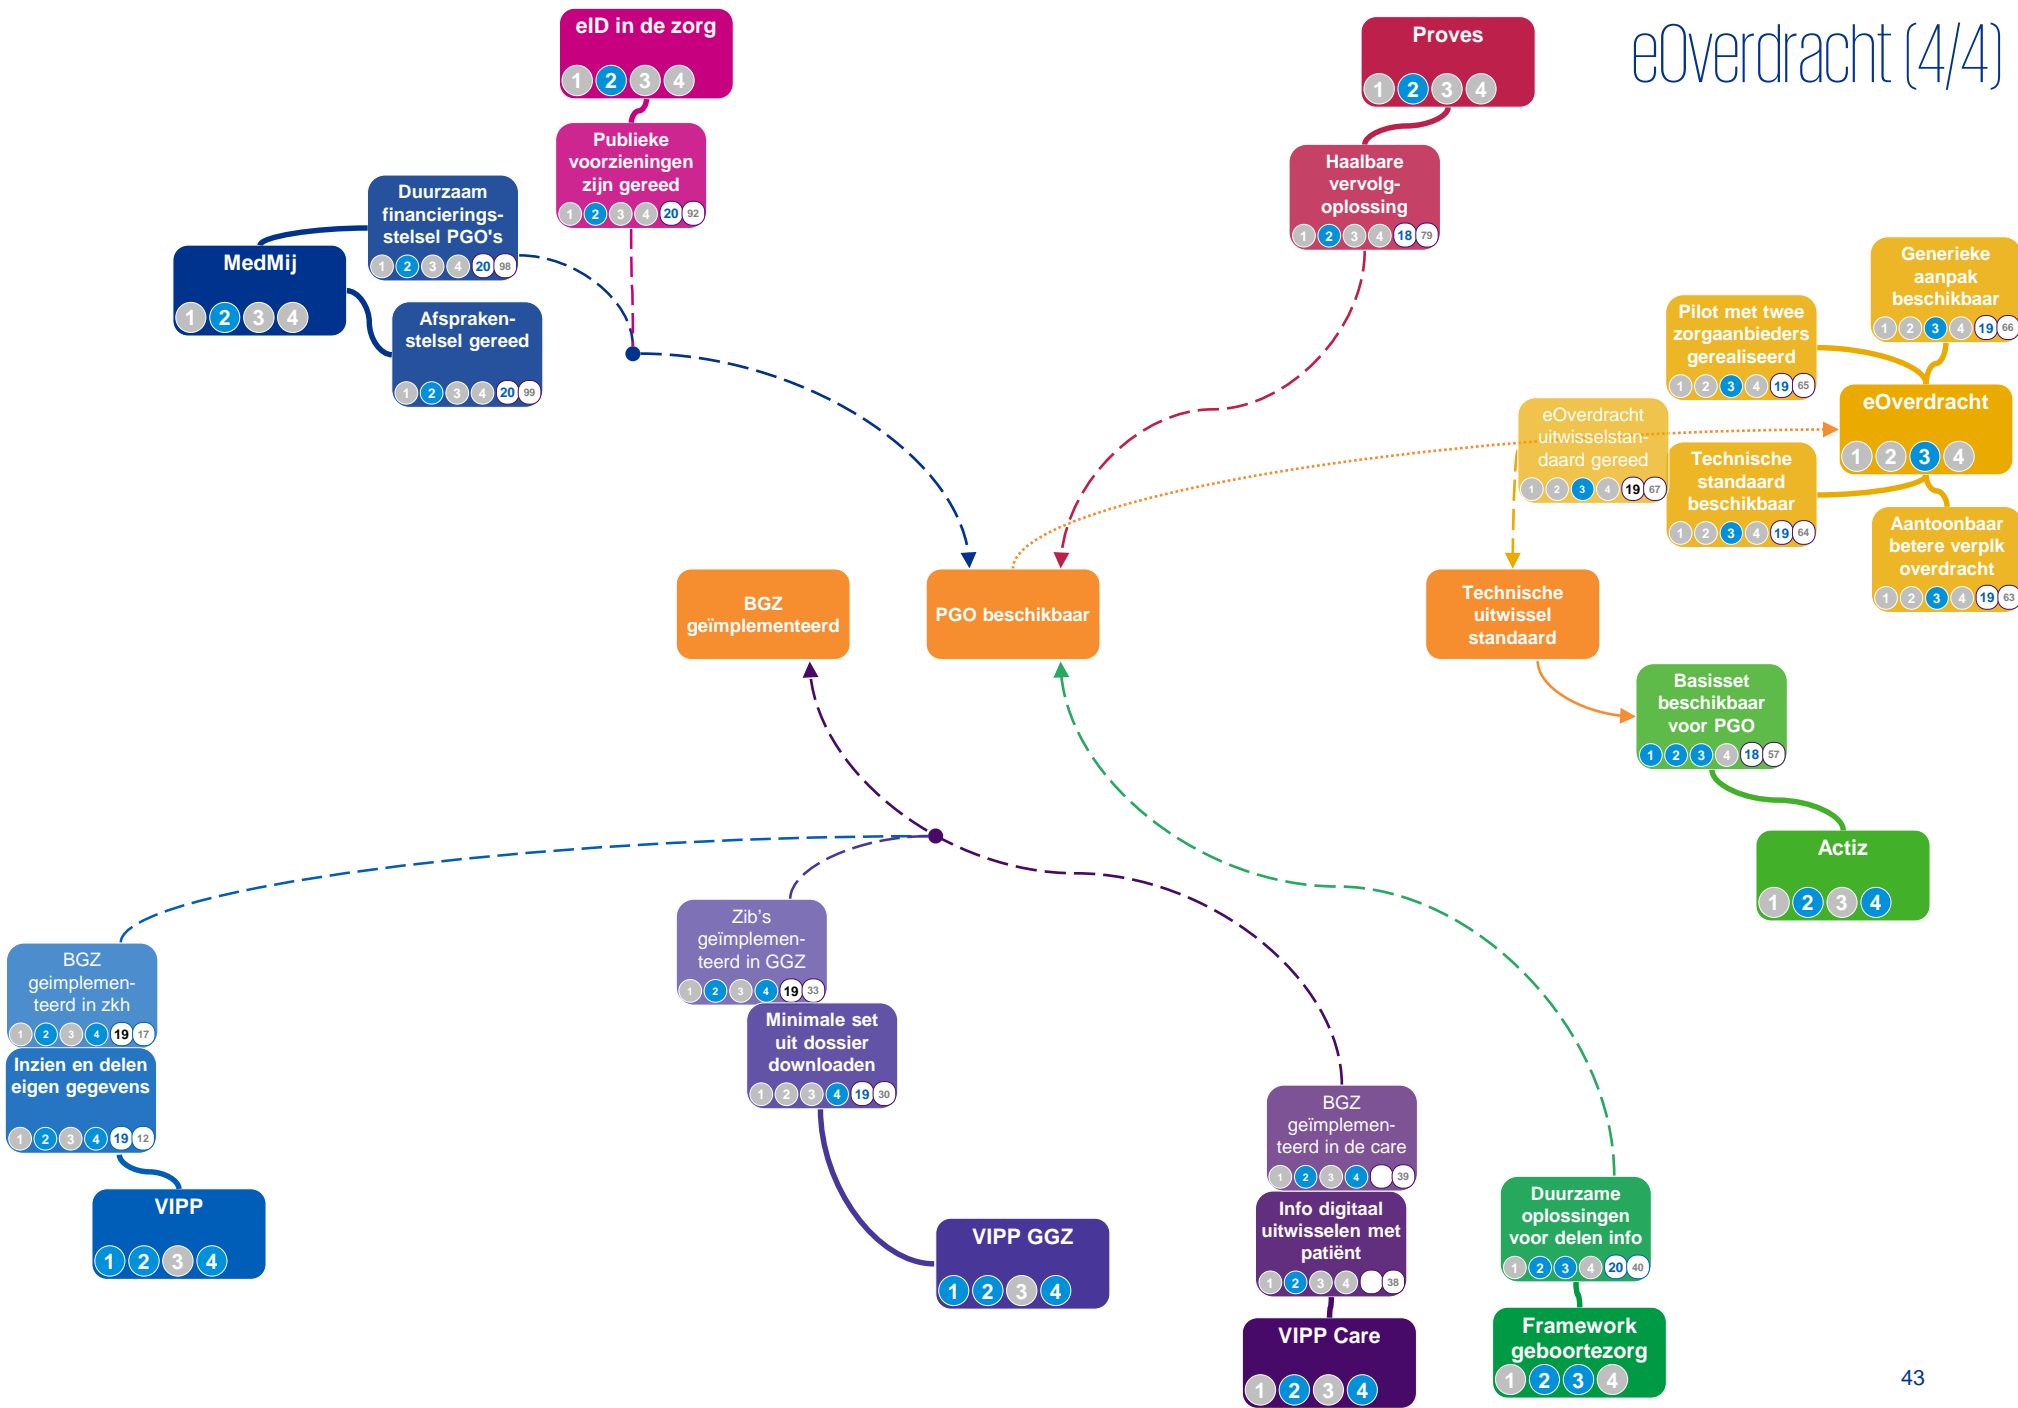 eOverdracht (4/4)
eID in de zorg
1 2 3 4
Publieke
voorzieningen
zijn gereed
1 2 3 4 20 92
Proves
1 2 3 4
Haalbare
vervolg-
oplossing
1 2 3 4 18 79
Duurzaam
financierings-
stelsel PGO's
1 2 3 4 20 98
MedMij
1 2 3 4
Afspraken-
stelsel gereed
1 2 3 4 20 99
Generieke
aanpak
beschikbaar
1 2 3 4 19 66
Pilot met twee
zorgaanbieders
gerealiseerd
1 2 3 4 19 65
eOverdracht
1 2 3 4
eOverdracht
uitwisselstan-
daard gereed
1 2 3 4 19 67
Technische
standaard
beschikbaar
1 2 3 4 19 64
Aantoonbaar
betere verplk
overdracht
1 2 3 4 19 63
BGZ
geïmplementeerd
PGO beschikbaar
Technische
uitwissel
standaard
Basisset
beschikbaar
voor PGO
1 2 3 4 18 57
Actiz
1 2 3 4
BGZ
geimplemen-
teerd in zkh
1 2 3 4 19 17
Inzien en delen
eigen gegevens
1 2 3 4 19 12
VIPP
1 2 3 4
Zib's
geïmplemen-
teerd in GGZ
1 2 3 4 19 33
Minimale set
uit dossier
downloaden
1 2 3 4 19 30
VIPP GGZ
1 2 3 4
BGZ
geïmplemen-
teerd in de care
1 2 3 4 39
Info digitaal
uitwisselen met
patiënt
1 2 3 4 38
VIPP Care
1 2 3 4
Duurzame
oplossingen
voor delen info
1 2 3 4 20 40
Framework
geboortezorg
1 2 3 4
43